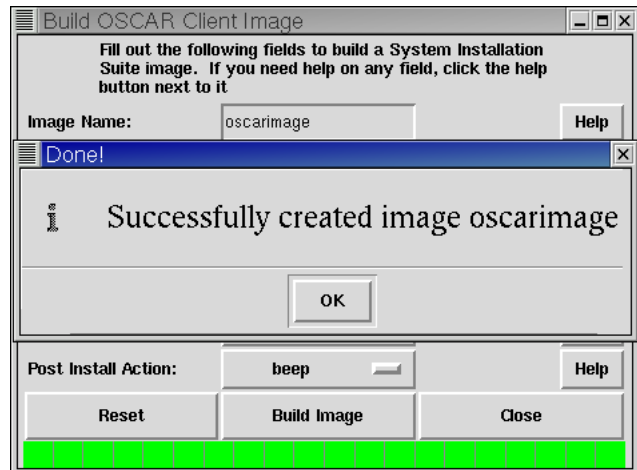 Build OSCAR Client Image
Fill out the following fields to build a System Installation
Suite image. If you need help on any field, click the help
button next to it
Image Name: oscarimage Help
Done!
Successfully created image oscarimage
OK
Post Install Action: beep Help
Reset Build Image Close